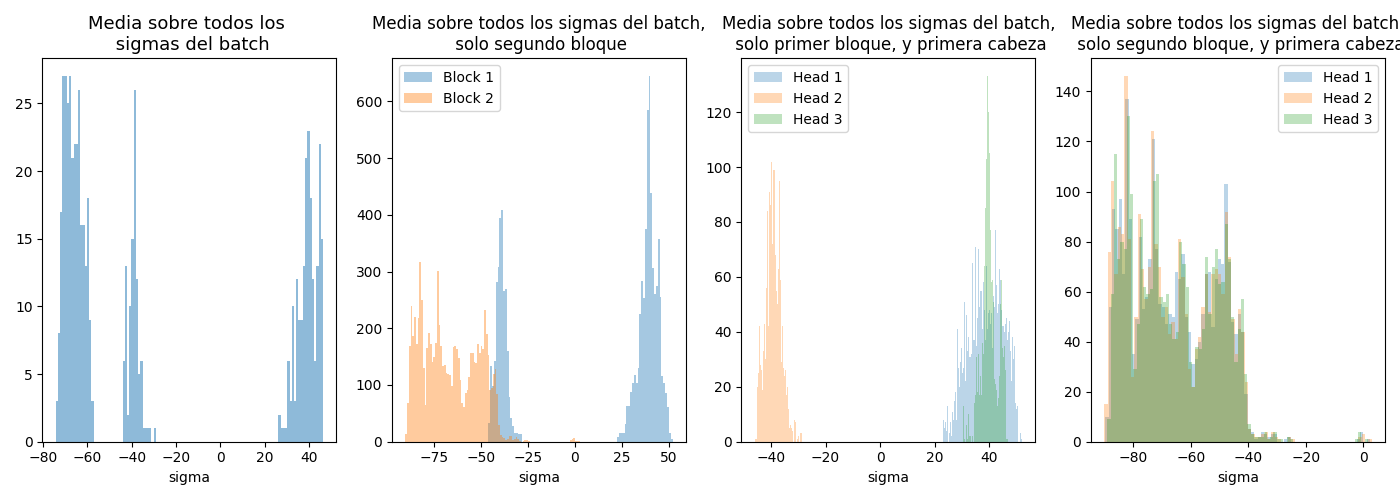 Media sobre todos los
sigmas del batch
25
20
15
10
5
0
−80 −60 −40 −20 0 20 40
sigma
Media sobre todos los sigmas del batch,
solo segundo bloque
Block 1
Block 2
600
500
400
300
200
100
0
−75 −50 −25 0 25 50
sigma
Media sobre todos los sigmas del batch,
solo primer bloque, y primera cabeza
Head 1
Head 2
Head 3
120
100
80
60
40
20
0
−40 −20 0 20 40
sigma
Media sobre todos los sigmas del batch
solo segundo bloque, y primera cabeza
Head 1
Head 2
Head 3
140
120
100
80
60
40
20
0
−80 −60 −40 −20 0
sigma